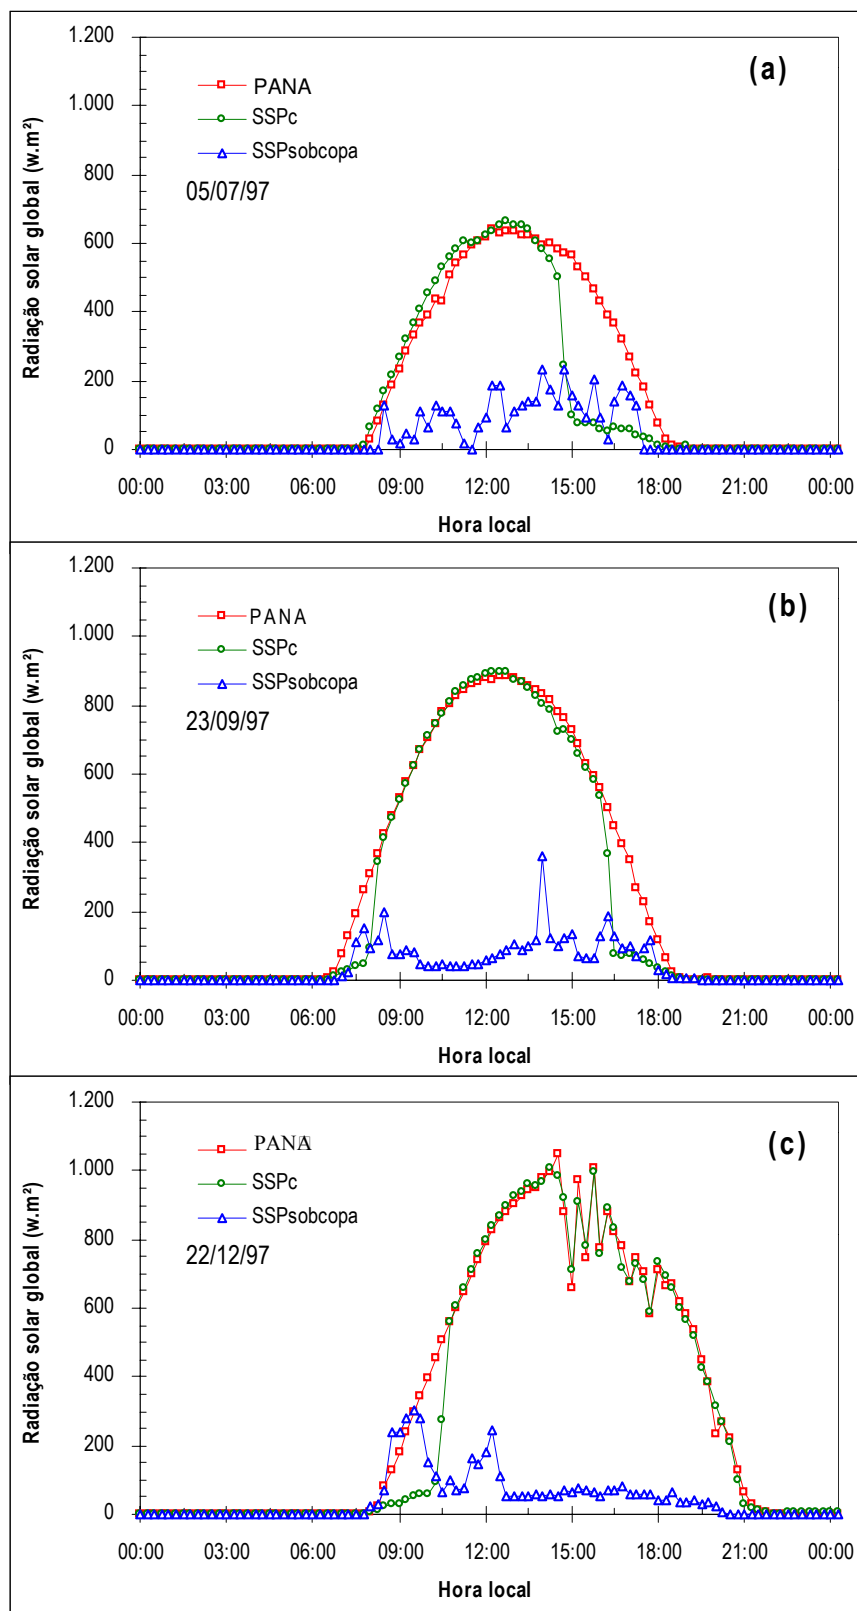 (a)
1.200
1.000
800
600
400
200
0
Radiação solar global (w.m²)
PANA
SSPc
SSPsobcopa
05/07/97
00:00 03:00 06:00 09:00 12:00 15:00 18:00 21:00 00:00
Hora local
(b)
1.200
1.000
800
600
400
200
0
Radiação solar global (w.m²)
PANA
SSPc
SSPsobcopa
23/09/97
00:00 03:00 06:00 09:00 12:00 15:00 18:00 21:00 00:00
Hora local
(c)
1.200
1.000
800
600
400
200
0
Radiação solar global (w.m²)
PANA
SSPc
SSPsobcopa
22/12/97
00:00 03:00 06:00 09:00 12:00 15:00 18:00 21:00 00:00
Hora local